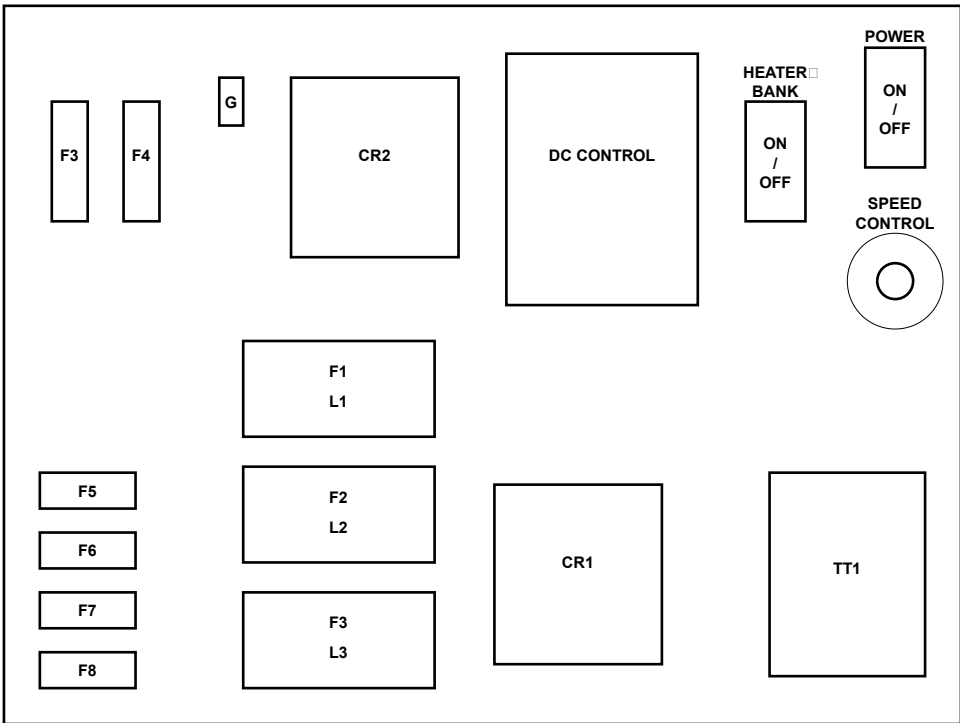 POWER
ON
/
OFF
HEATER□
BANK
ON
/
OFF
G
F3
F4
CR2
DC CONTROL
SPEED
CONTROL
F1
L1
F5
F2
L2
F6
CR1
TT1
F7
F3
L3
F8